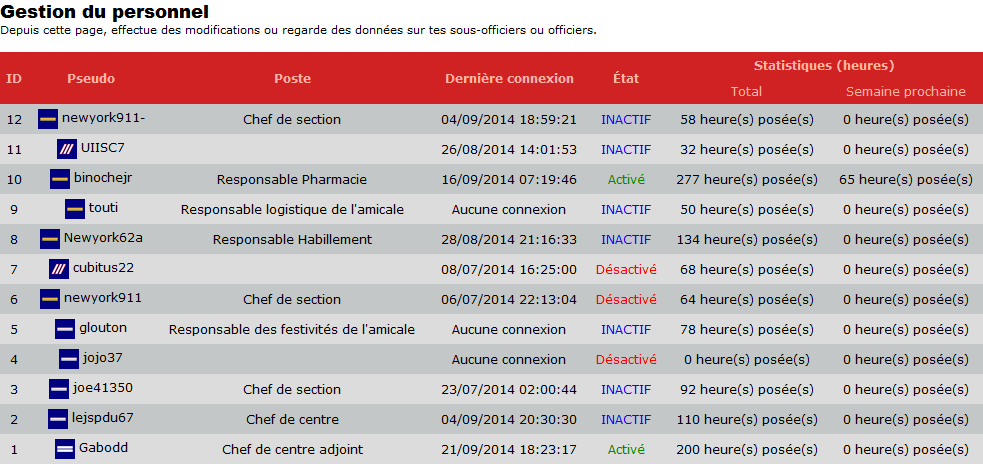 Gestion du personnel
Depuis cette page, effectue des modifications ou regarde des données sur tes sous-officiers ou officiers.
ID Pseudo Poste Dernière connexion État Statistiques (heures)
Total Semaine prochaine
12 newyork911- Chef de section 04/09/2014 18:59:21 INACTIF 58 heure(s) posée(s) 0 heure(s) posée(s)
11 UIISC7 26/08/2014 14:01:53 INACTIF 32 heure(s) posée(s) 0 heure(s) posée(s)
10 binochejr Responsable Pharmacie 16/09/2014 07:19:46 Activé 277 heure(s) posée(s) 65 heure(s) posée(s)
9 touti Responsable logistique de l'amicale Aucune connexion INACTIF 50 heure(s) posée(s) 0 heure(s) posée(s)
8 Newyork62a Responsable Habillement 28/08/2014 21:16:33 INACTIF 134 heure(s) posée(s) 0 heure(s) posée(s)
7 cubitus22 08/07/2014 16:25:00 Désactivé 68 heure(s) posée(s) 0 heure(s) posée(s)
6 newyork911 Chef de section 06/07/2014 22:13:04 Désactivé 64 heure(s) posée(s) 0 heure(s) posée(s)
5 glouton Responsable des festivités de l'amicale Aucune connexion INACTIF 78 heure(s) posée(s) 0 heure(s) posée(s)
4 jojo37 Aucune connexion Désactivé 0 heure(s) posée(s) 0 heure(s) posée(s)
3 joe41350 Chef de section 23/07/2014 02:00:44 INACTIF 92 heure(s) posée(s) 0 heure(s) posée(s)
2 lejspdu67 Chef de centre 04/09/2014 20:30:30 INACTIF 110 heure(s) posée(s) 0 heure(s) posée(s)
1 Gabodd Chef de centre adjoint 21/09/2014 18:23:17 Activé 200 heure(s) posée(s) 0 heure(s) posée(s)